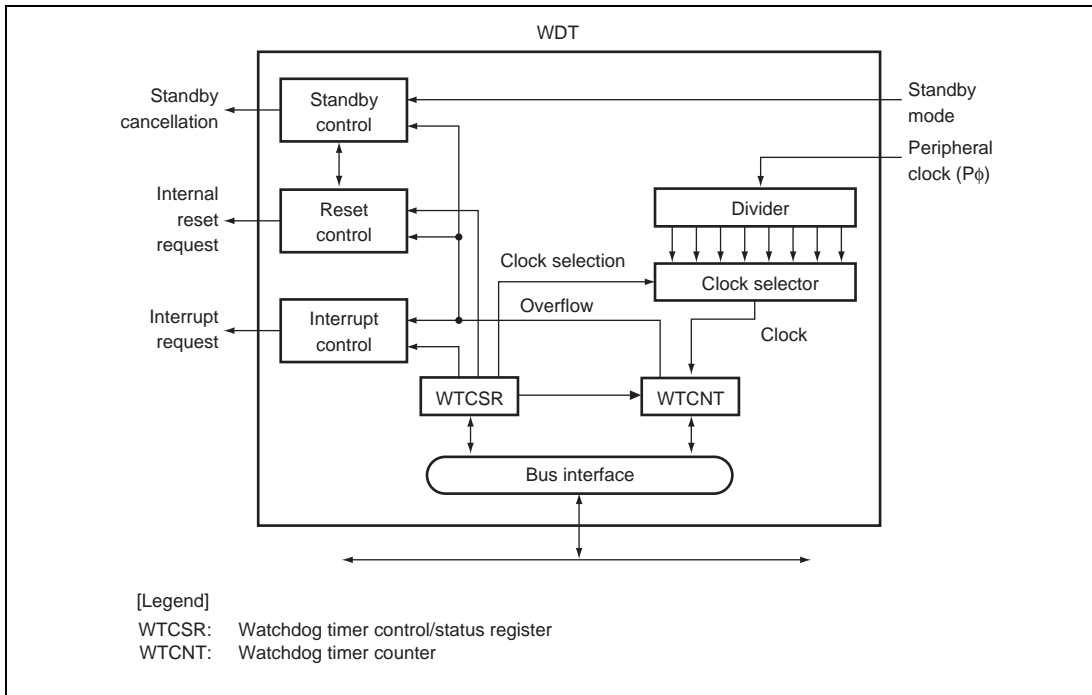 WDT
Standby
cancellation
Standby
control
Standby
mode
Peripheral
clock (Pϕ)
Internal
reset
request
Reset
control
Divider
Clock selection
Clock selector
Interrupt
request
Interrupt
control
Overflow
Clock
WTCSR
WTCNT
Bus interface
[Legend]
WTCSR: Watchdog timer control/status register
WTCNT: Watchdog timer counter